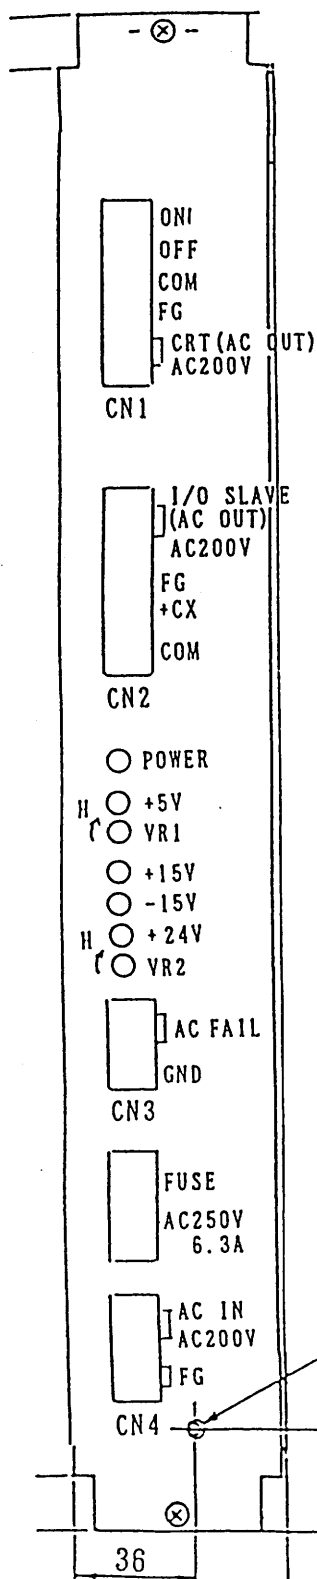 ON
OFF
COM
FG
CRT(AC OUT)
AC200V
CN1
I/O SLAVE
(AC OUT)
AC200V
FG
+CX
COM
CN2
POWER
H +5V
VR1
+15V
-15V
H +24V
VR2
AC FAIL
GND
CN3
FUSE
AC250V
6.3A
AC IN
AC200V
FG
CN4
36